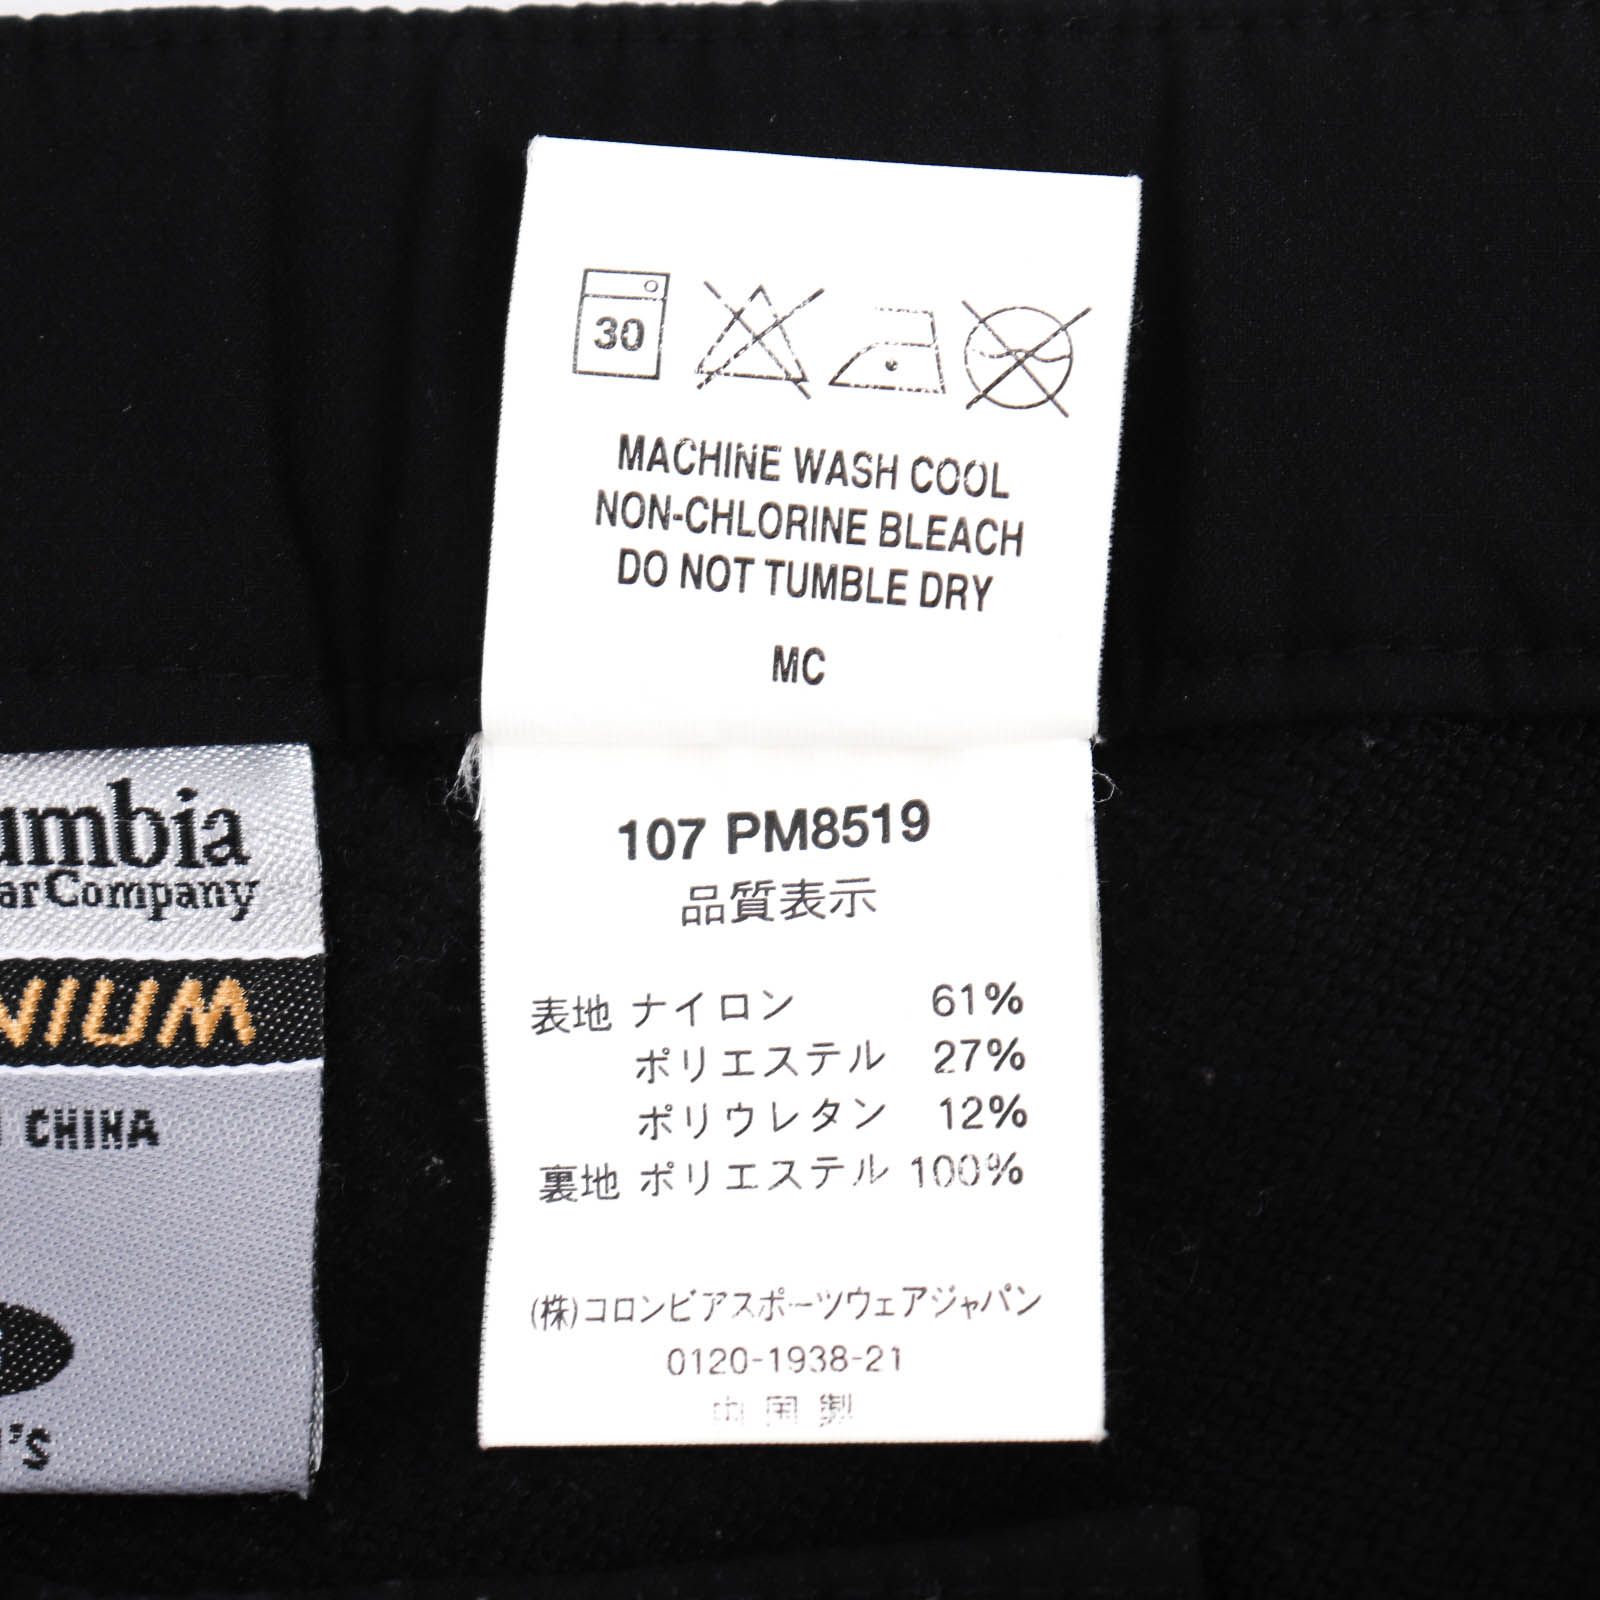 30
MACHINE WASH COOL
NON-CHLORINE BLEACH
DO NOT TUMBLE DRY
MC
107 PM8519
品質表示
表地 ナイロン 61%
ポリエステル 27%
ポリウレタン 12%
裏地 ポリエステル 100%
(株)コロンビアスポーツウェアジャパン
0120-1938-21
中国製
umbia
arCompany
NIUM
CHINA
'S